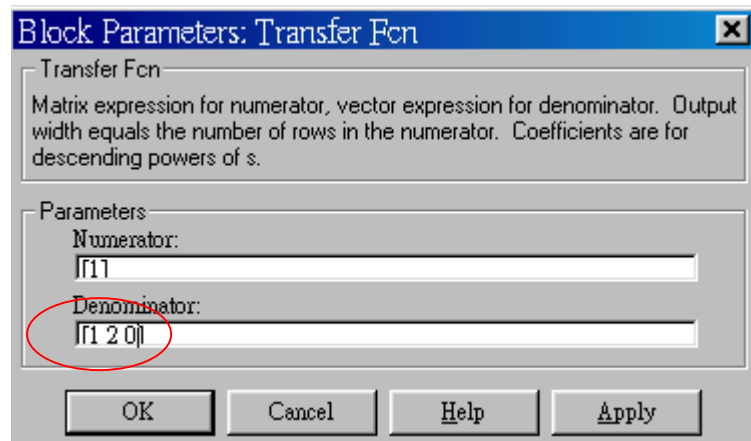 Block Parameters: Transfer Fcn
Transfer Fcn
Matrix expression for numerator, vector expression for denominator. Output
width equals the number of rows in the numerator. Coefficients are for
descending powers of s.
Parameters
Numerator:
[1]
Denominator:
[1 2 0]
OK
Cancel
Help
Apply